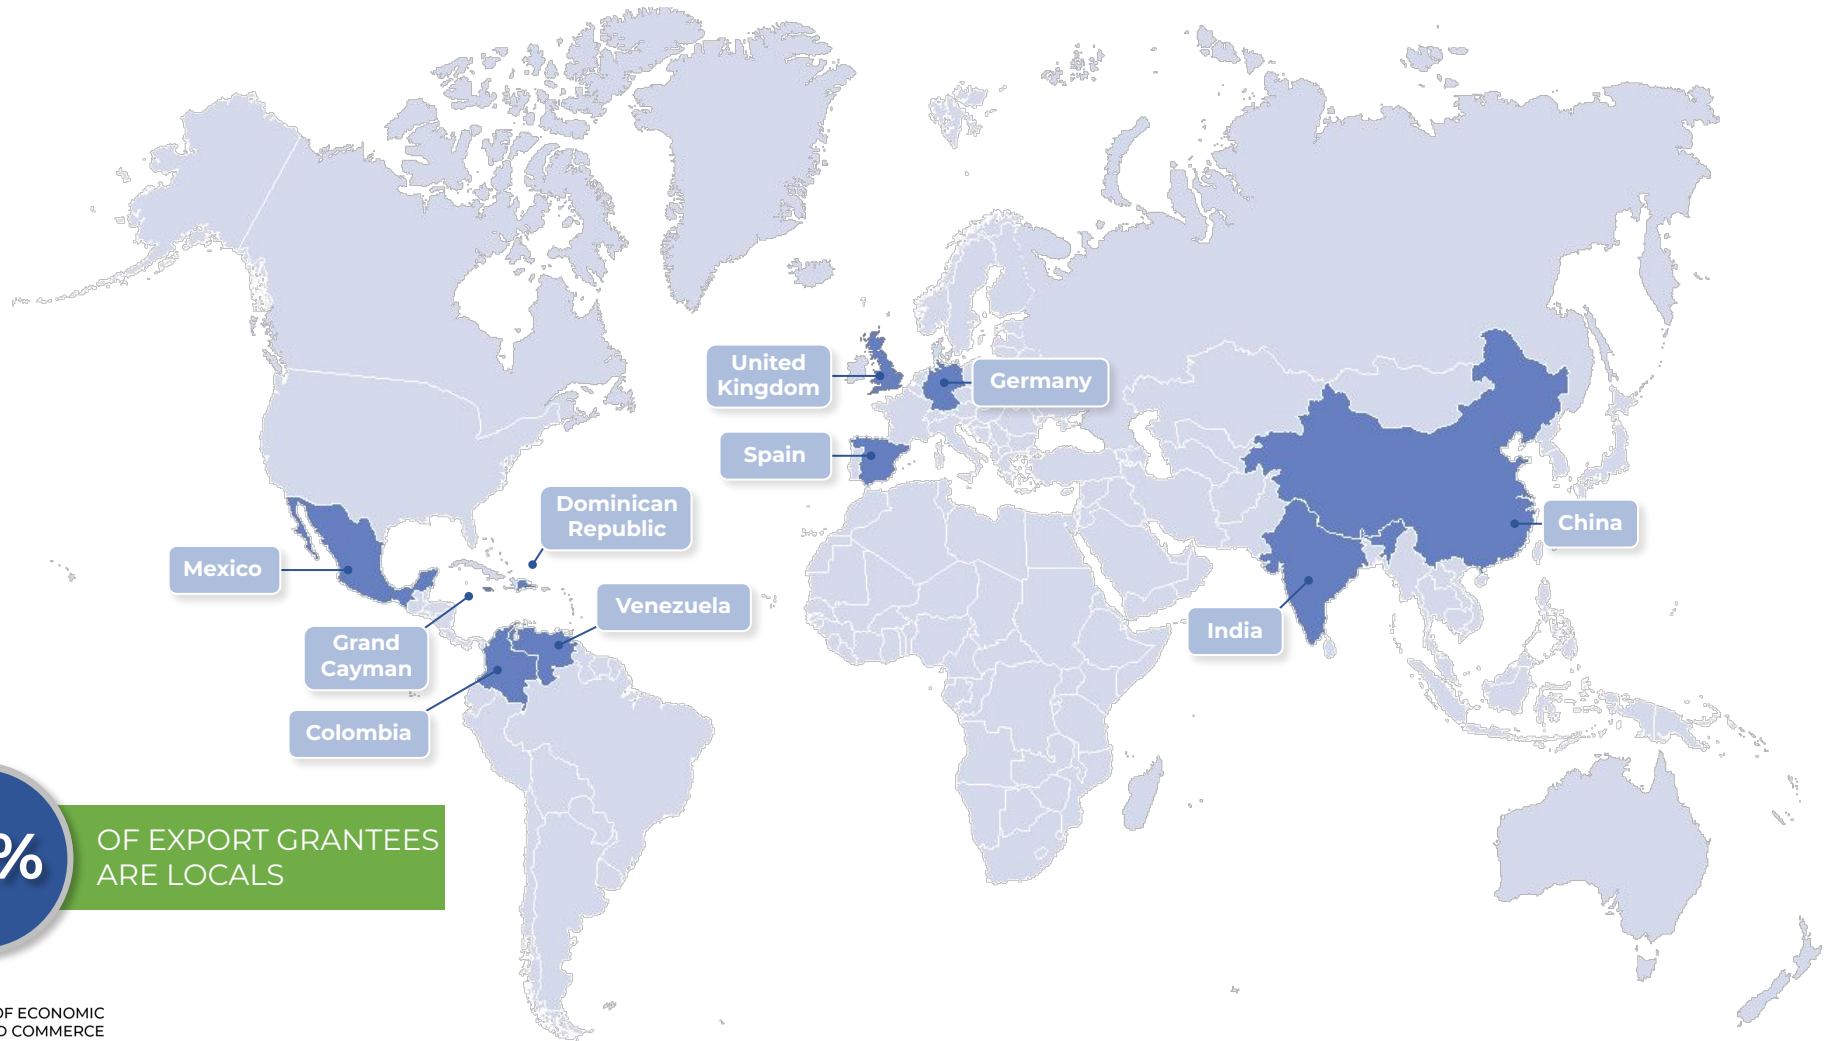 United
Kingdom
Germany
Spain
Dominican
Republic
China
Mexico
Venezuela
India
Grand
Cayman
Colombia
%
OF EXPORT GRANTEES
ARE LOCALS
OF ECONOMIC
COMMERCE